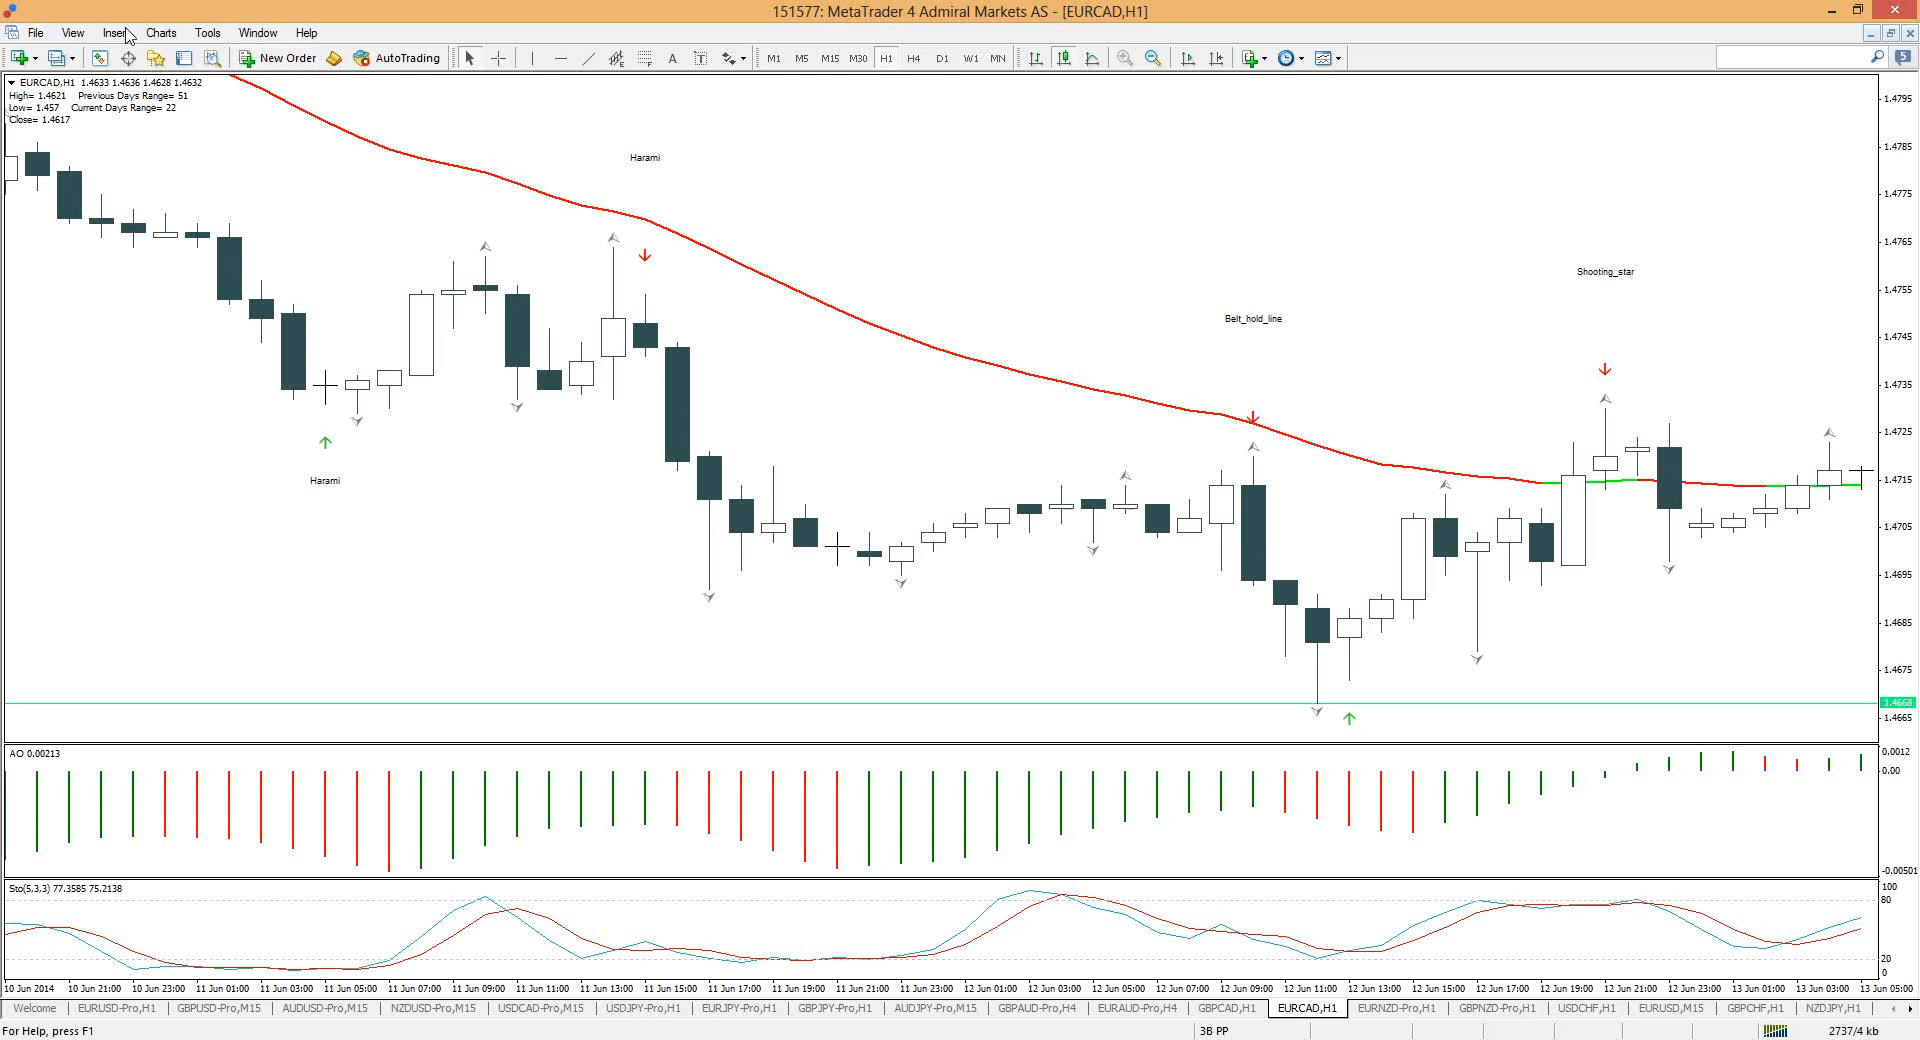 151577: MetaTrader 4 Admiral Markets AS - [EURCAD,H1]
File View Insert Charts Tools Window Help
New Order AutoTrading A T M1 M5 M15 M30 H1 H4 D1 W1 MN 5
EURCAD,H1 1.4633 1.4636 1.4628 1.4632
High= 1.4621 Previous Days Range= 51
Low= 1.457 Current Days Range= 22
Close= 1.4617
1.4795
1.4785
1.4775
1.4765
1.4755
1.4745
1.4735
1.4725
1.4715
1.4705
1.4695
1.4685
1.4675
1.4668
1.4665
Harami
Shooting_star
Belt_hold_line
Harami
AO 0.00213
0.0012
0.00
-0.00501
Sto(5,3,3) 77.3585 75.2138
100
80
20
0
10 Jun 2014 10 Jun 21:00 10 Jun 23:00 11 Jun 01:00 11 Jun 03:00 11 Jun 05:00 11 Jun 07:00 11 Jun 09:00 11 Jun 11:00 11 Jun 13:00 11 Jun 15:00 11 Jun 17:00 11 Jun 19:00 11 Jun 21:00 11 Jun 23:00 12 Jun 01:00 12 Jun 03:00 12 Jun 05:00 12 Jun 07:00 12 Jun 09:00 12 Jun 11:00 12 Jun 13:00 12 Jun 15:00 12 Jun 17:00 12 Jun 19:00 12 Jun 21:00 12 Jun 23:00 13 Jun 01:00 13 Jun 03:00 13 Jun 05:00
Welcome EURUSD-Pro,H1 GBPUSD-Pro,M15 AUDUSD-Pro,M15 NZDUSD-Pro,M15 USDCAD-Pro,M15 USDJPY-Pro,H1 EURJPY-Pro,H1 GBPJPY-Pro,H1 AUDJPY-Pro,M15 GBPAUD-Pro,H4 EURAUD-Pro,H4 GBPCAD,H1 EURCAD,H1 EURNZD-Pro,H1 GBPNZD-Pro,H1 USDCHF,H1 EURUSD,M15 GBPCHF,H1 NZDJPY,H1
For Help, press F1 3B PP 2737/4 kb